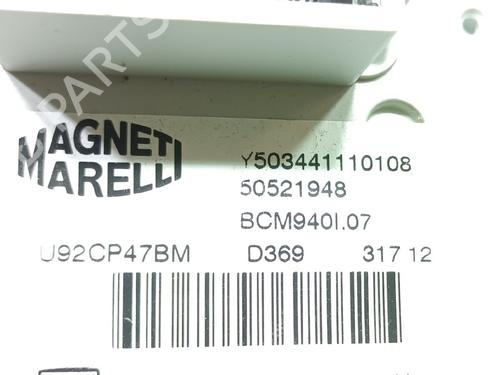 B PARTS
MAGNETI
MARELLI
Y503441110108
50521948
BCM940I.07
U92CP47BM D369 317 12